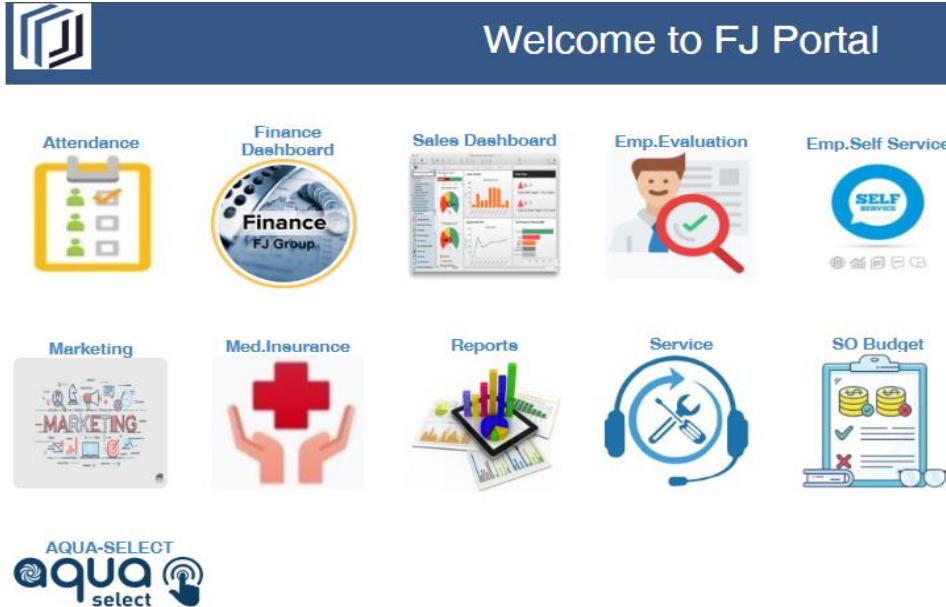 Welcome to FJ Portal
Attendance
Finance
Dashboard
Sales Dashboard
Emp.Evaluation
Emp.Self Service
Finance
FJ Group
SELF
SERVICE
Marketing
Med.Insurance
Reports
Service
SO Budget
MARKETING
AQUA-SELECT
aqua
select